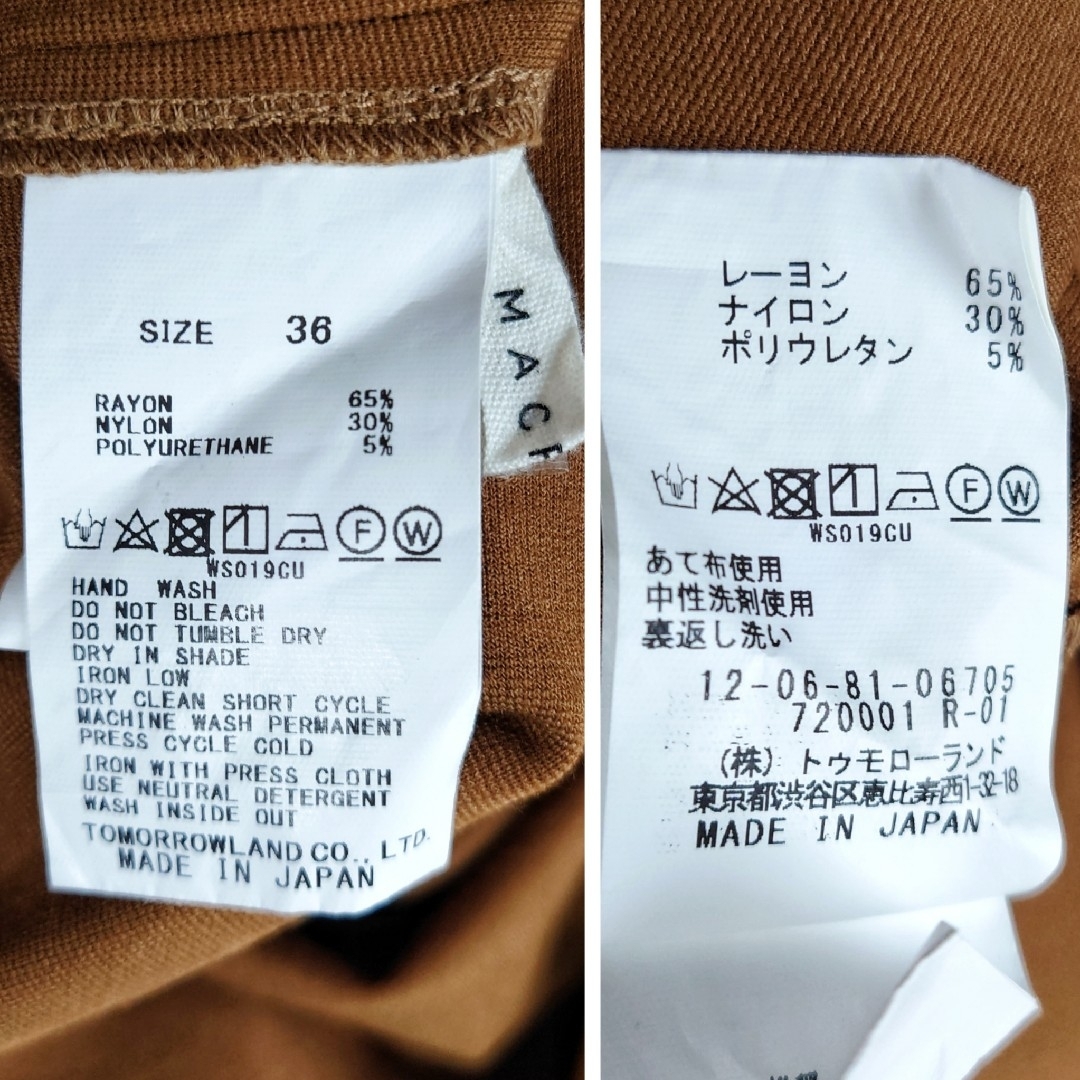 SIZE 36
RAYON 65%
NYLON 30%
POLYURETHANE 5%
F W
WS019CU
HAND WASH
DO NOT BLEACH
DO NOT TUMBLE DRY
DRY IN SHADE
IRON LOW
DRY CLEAN SHORT CYCLE
MACHINE WASH PERMANENT
PRESS CYCLE COLD
IRON WITH PRESS CLOTH
USE NEUTRAL DETERGENT
WASH INSIDE OUT
TOMORROWLAND CO., LTD.
MADE IN JAPAN
MAC
レーヨン 65%
ナイロン 30%
ポリウレタン 5%
F W
WS019CU
あて布使用
中性洗剤使用
裏返し洗い
12-06-81-06705
720001 R-01
(株) トゥモローランド
東京都渋谷区恵比寿西1-32-18
MADE IN JAPAN